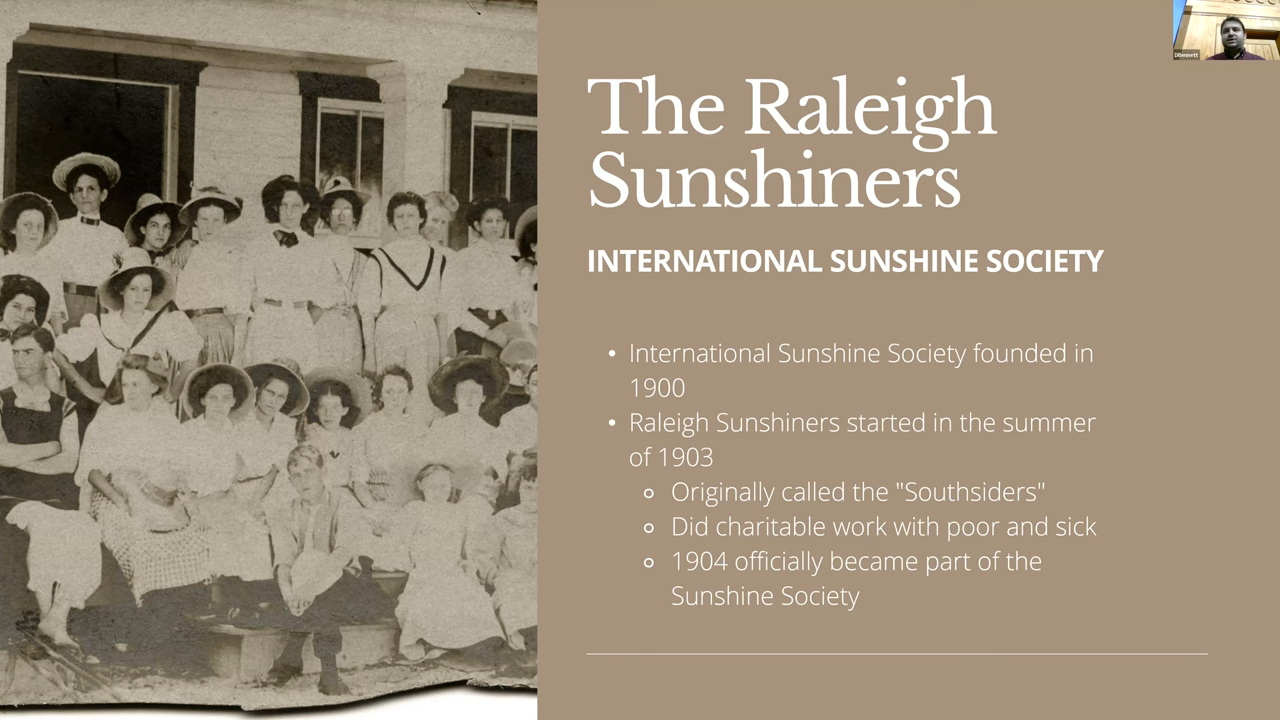 The Raleigh
Sunshiners
INTERNATIONAL SUNSHINE SOCIETY
• International Sunshine Society founded in
1900
• Raleigh Sunshiners started in the summer
of 1903
Originally called the "Southsiders"
Did charitable work with poor and sick
1904 officially became part of the
Sunshine Society
DBennett